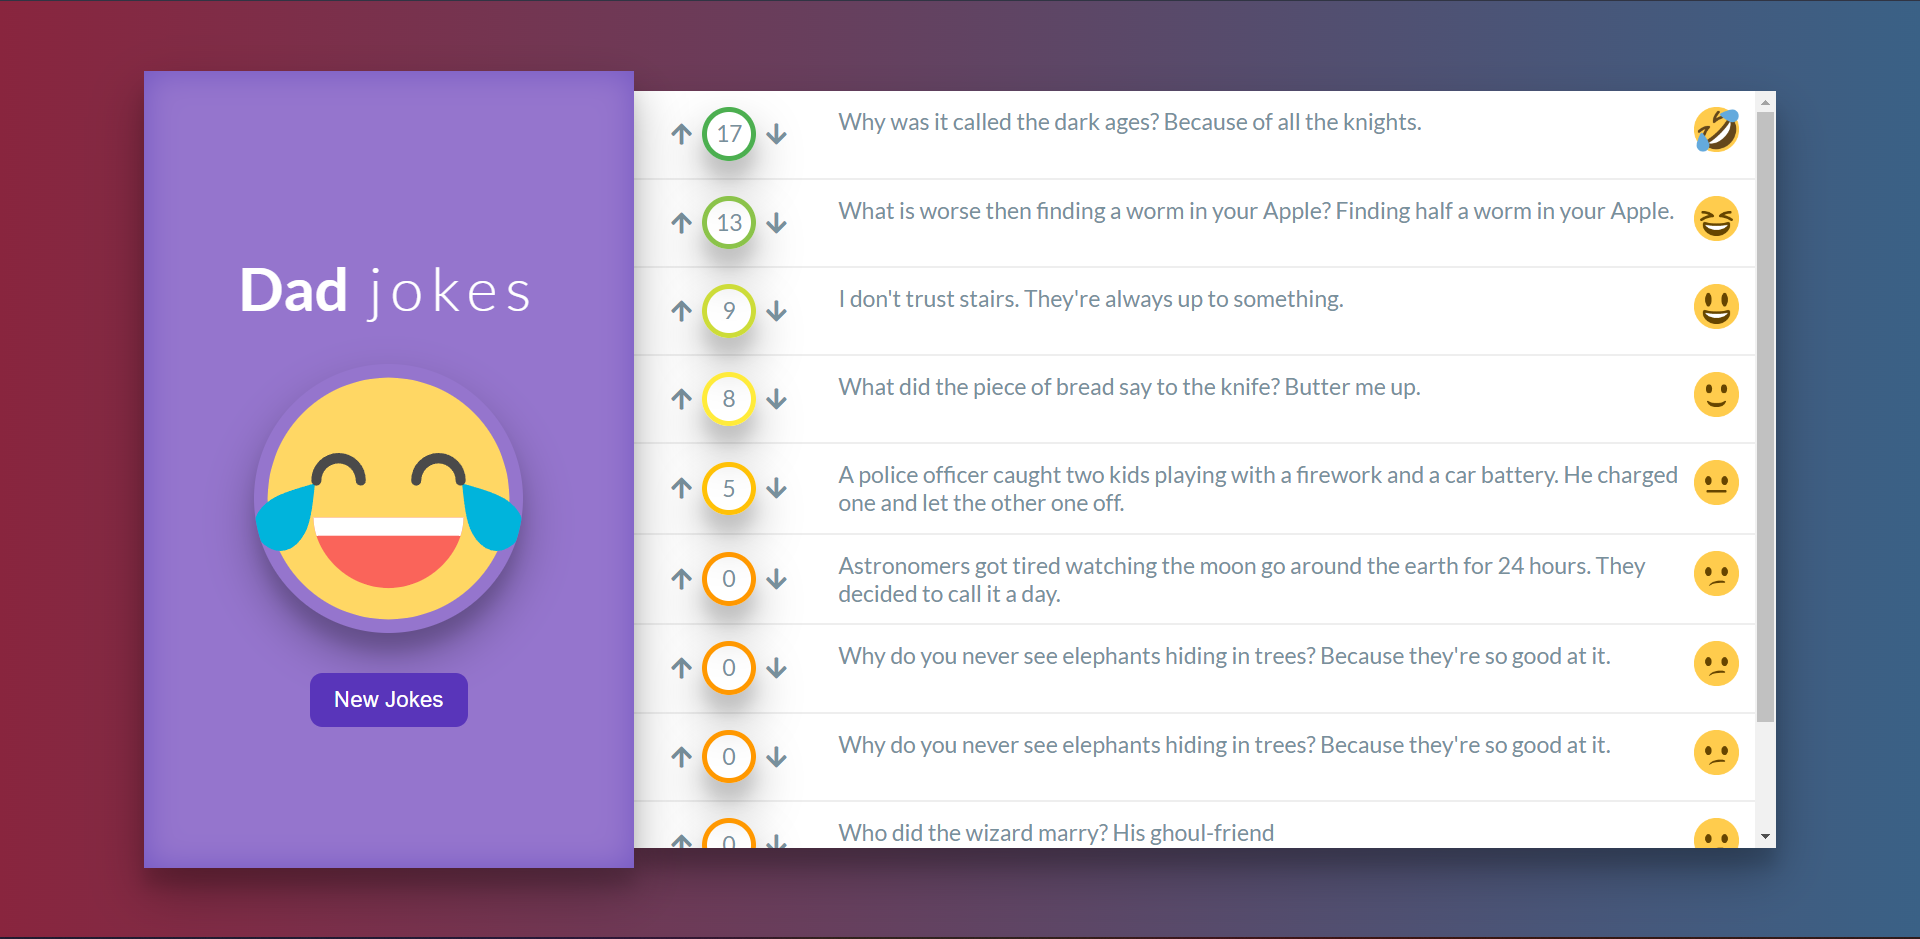 Dad jokes
New Jokes
17
Why was it called the dark ages? Because of all the knights.
13
What is worse then finding a worm in your Apple? Finding half a worm in your Apple.
9
I don't trust stairs. They're always up to something.
8
What did the piece of bread say to the knife? Butter me up.
5
A police officer caught two kids playing with a firework and a car battery. He charged
one and let the other one off.
0
Astronomers got tired watching the moon go around the earth for 24 hours. They
decided to call it a day.
0
Why do you never see elephants hiding in trees? Because they're so good at it.
0
Why do you never see elephants hiding in trees? Because they're so good at it.
0
Who did the wizard marry? His ghoul-friend